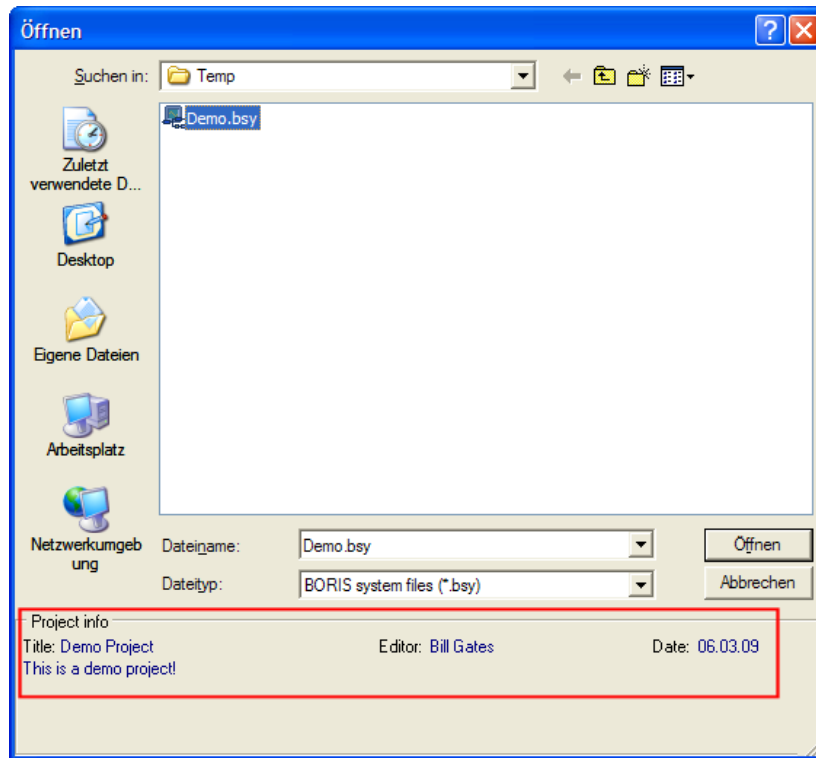 Öffnen
Suchen in:
Temp
Demo.bsy
Zuletzt
verwendete D...
Desktop
Eigene Dateien
Arbeitsplatz
Netzwerkumgeb
ung
Dateiname:
Demo.bsy
Öffnen
Dateityp:
BORIS system files (*.bsy)
Abbrechen
Project info
Title: Demo Project Editor: Bill Gates Date: 06.03.09
This is a demo project!